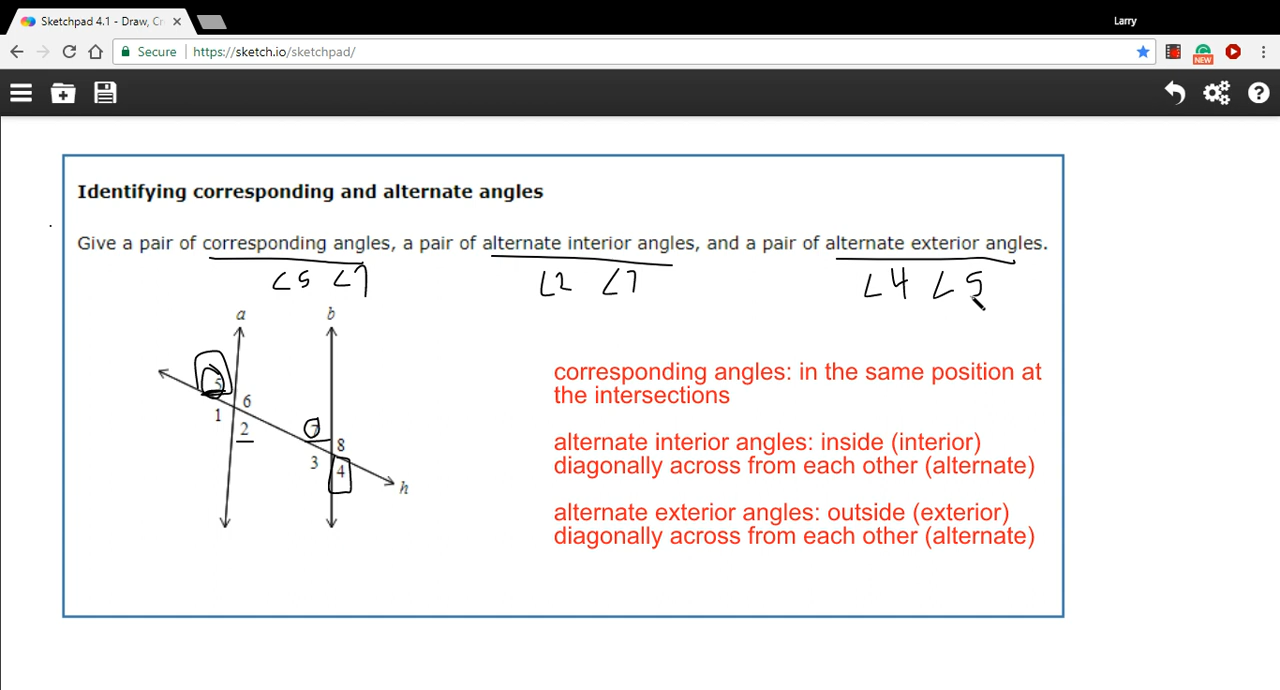 Sketchpad 4.1 - Draw, Cr
Larry
Secure https://sketch.io/sketchpad/
NEW
Identifying corresponding and alternate angles
Give a pair of corresponding angles, a pair of alternate interior angles, and a pair of alternate exterior angles.
∠5 ∠7 ∠2 ∠7 ∠4 ∠5
a b
5 6
1 2
7 8
3 4
h
corresponding angles: in the same position at
the intersections
alternate interior angles: inside (interior)
diagonally across from each other (alternate)
alternate exterior angles: outside (exterior)
diagonally across from each other (alternate)